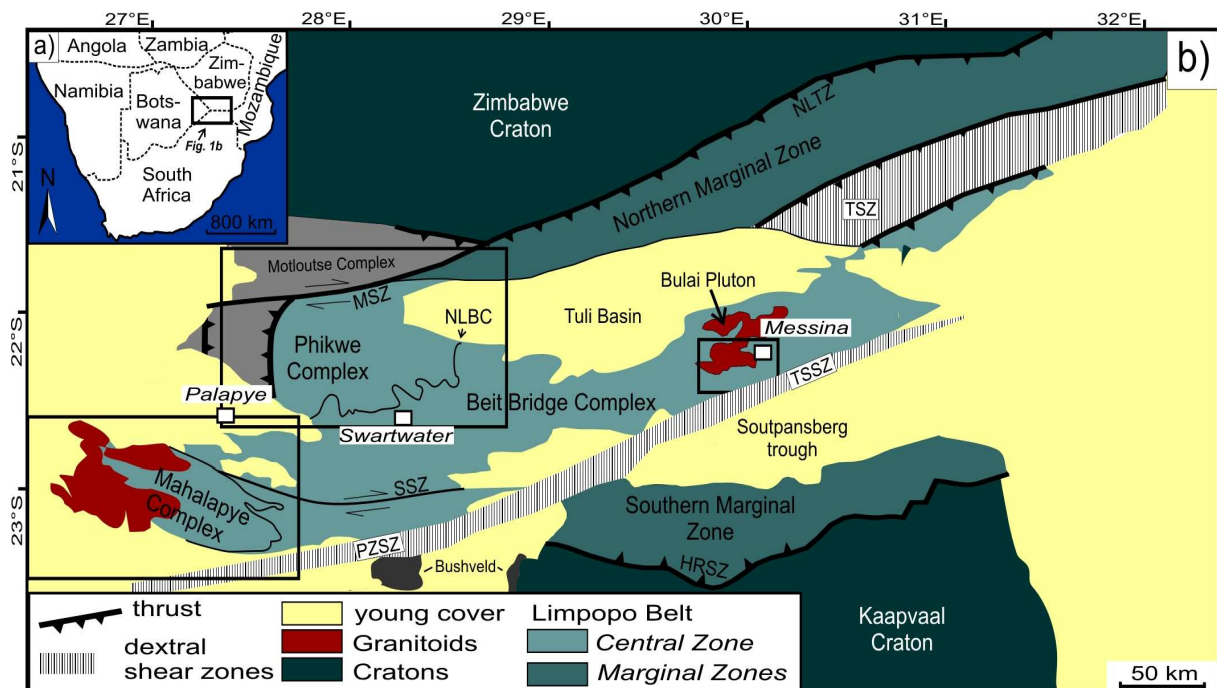 27°E 28°E 29°E 30°E 31°E 32°E
a)
Angola
Zambia
Zim-
babwe
Mozambique
Namibia
Bots-
wana
Fig. 1b
South
Africa
N
800 km
b)
21°S
22°S
23°S
Zimbabwe
Craton
NLTZ
Northern Marginal Zone
TSZ
Motloutse Complex
MSZ
NLBC
Tuli Basin
Bulai Pluton
Messina
Phikwe
Complex
TSSZ
Palapye
Beit Bridge Complex
Swartwater
Soutpansberg
trough
Mahalapye
Complex
SSZ
Southern Marginal
Zone
PZSZ
HRSZ
Bushveld
Kaapvaal
Craton
thrust
dextral
shear zones
young cover
Granitoids
Cratons
Limpopo Belt
Central Zone
Marginal Zones
50 km